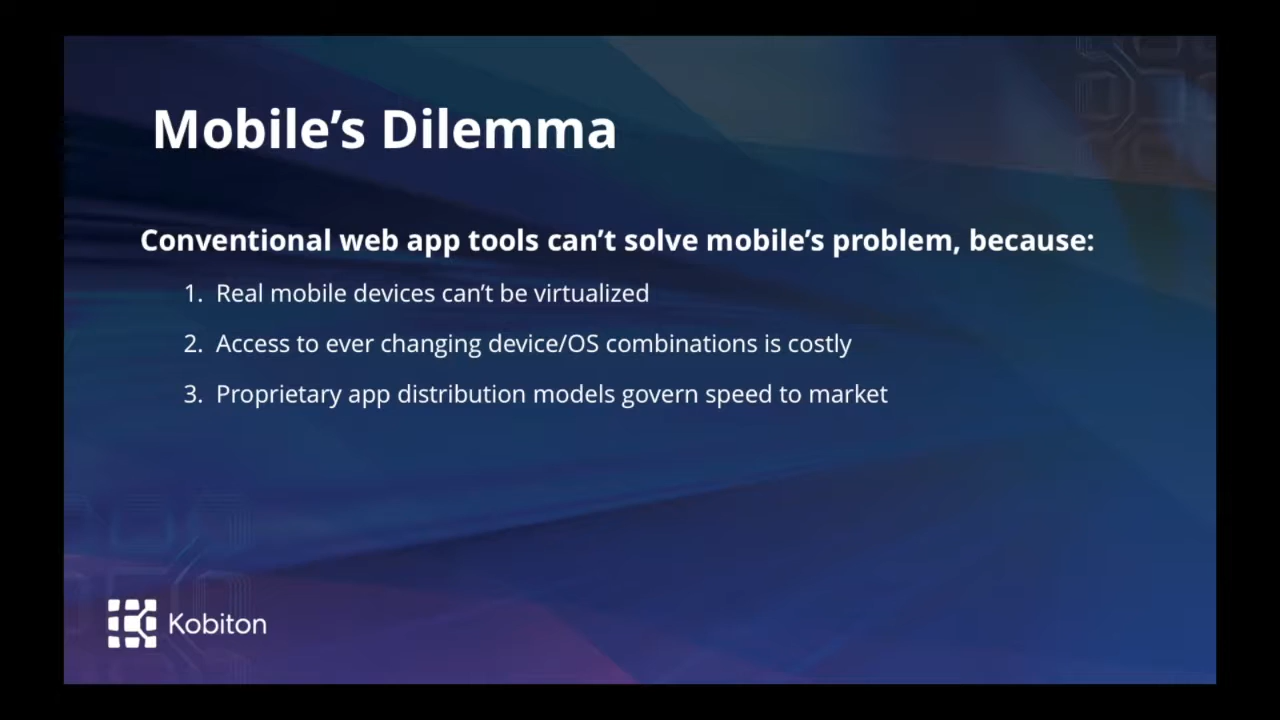 Mobile’s Dilemma
Conventional web app tools can’t solve mobile’s problem, because:
1. Real mobile devices can’t be virtualized
2. Access to ever changing device/OS combinations is costly
3. Proprietary app distribution models govern speed to market
Kobiton